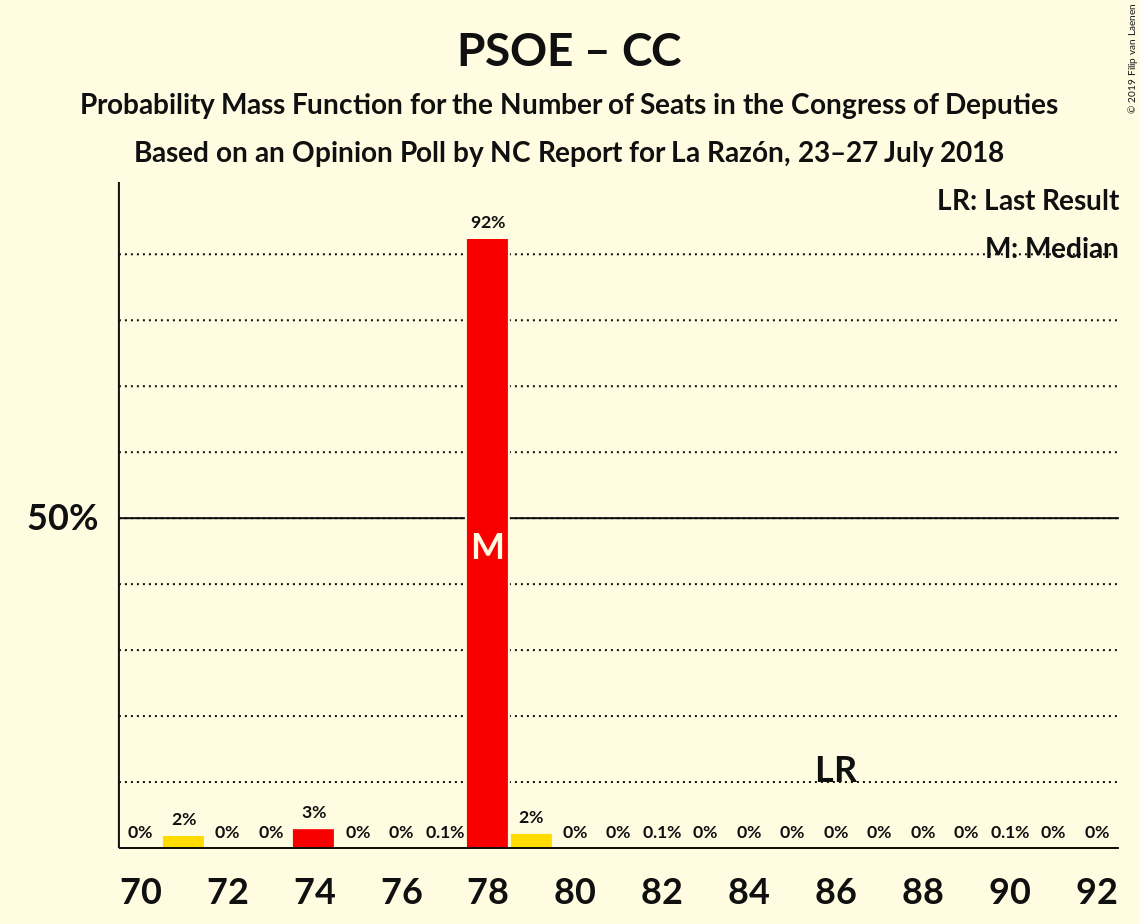 PSOE – CC
Probability Mass Function for the Number of Seats in the Congress of Deputies
Based on an Opinion Poll by NC Report for La Razón, 23–27 July 2018
© 2019 Filip van Laenen
LR: Last Result
M: Median
92%
50%
M
LR
0% 2% 0% 0% 3% 0% 0% 0.1% 2% 0% 0% 0.1% 0% 0% 0% 0% 0% 0% 0% 0.1% 0% 0%
70 72 74 76 78 80 82 84 86 88 90 92